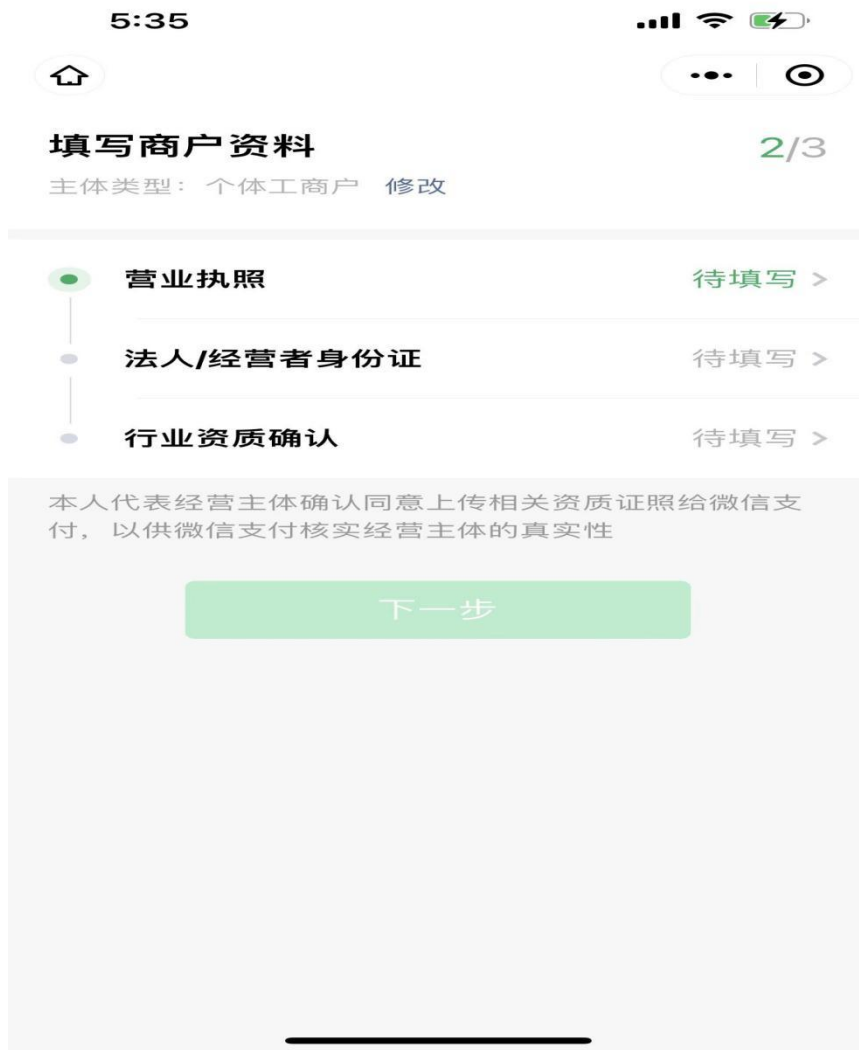 5:35
填写商户资料 2/3
主体类型：个体工商户 修改
营业执照 待填写 >
法人/经营者身份证 待填写 >
行业资质确认 待填写 >
本人代表经营主体确认同意上传相关资质证照给微信支
付，以供微信支付核实经营主体的真实性
下一步